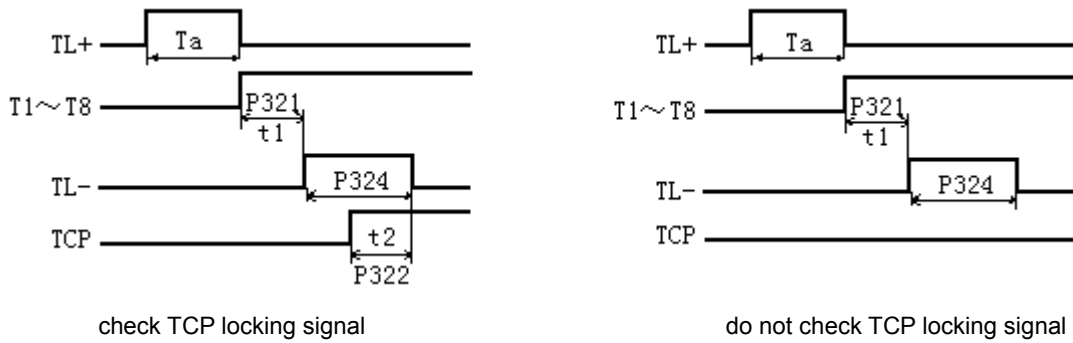 TL+ Ta
T1～T8 P321
t1
TL- P324
TCP t2
P322
check TCP locking signal
TL+ Ta
T1～T8 P321
t1
TL- P324
TCP
do not check TCP locking signal